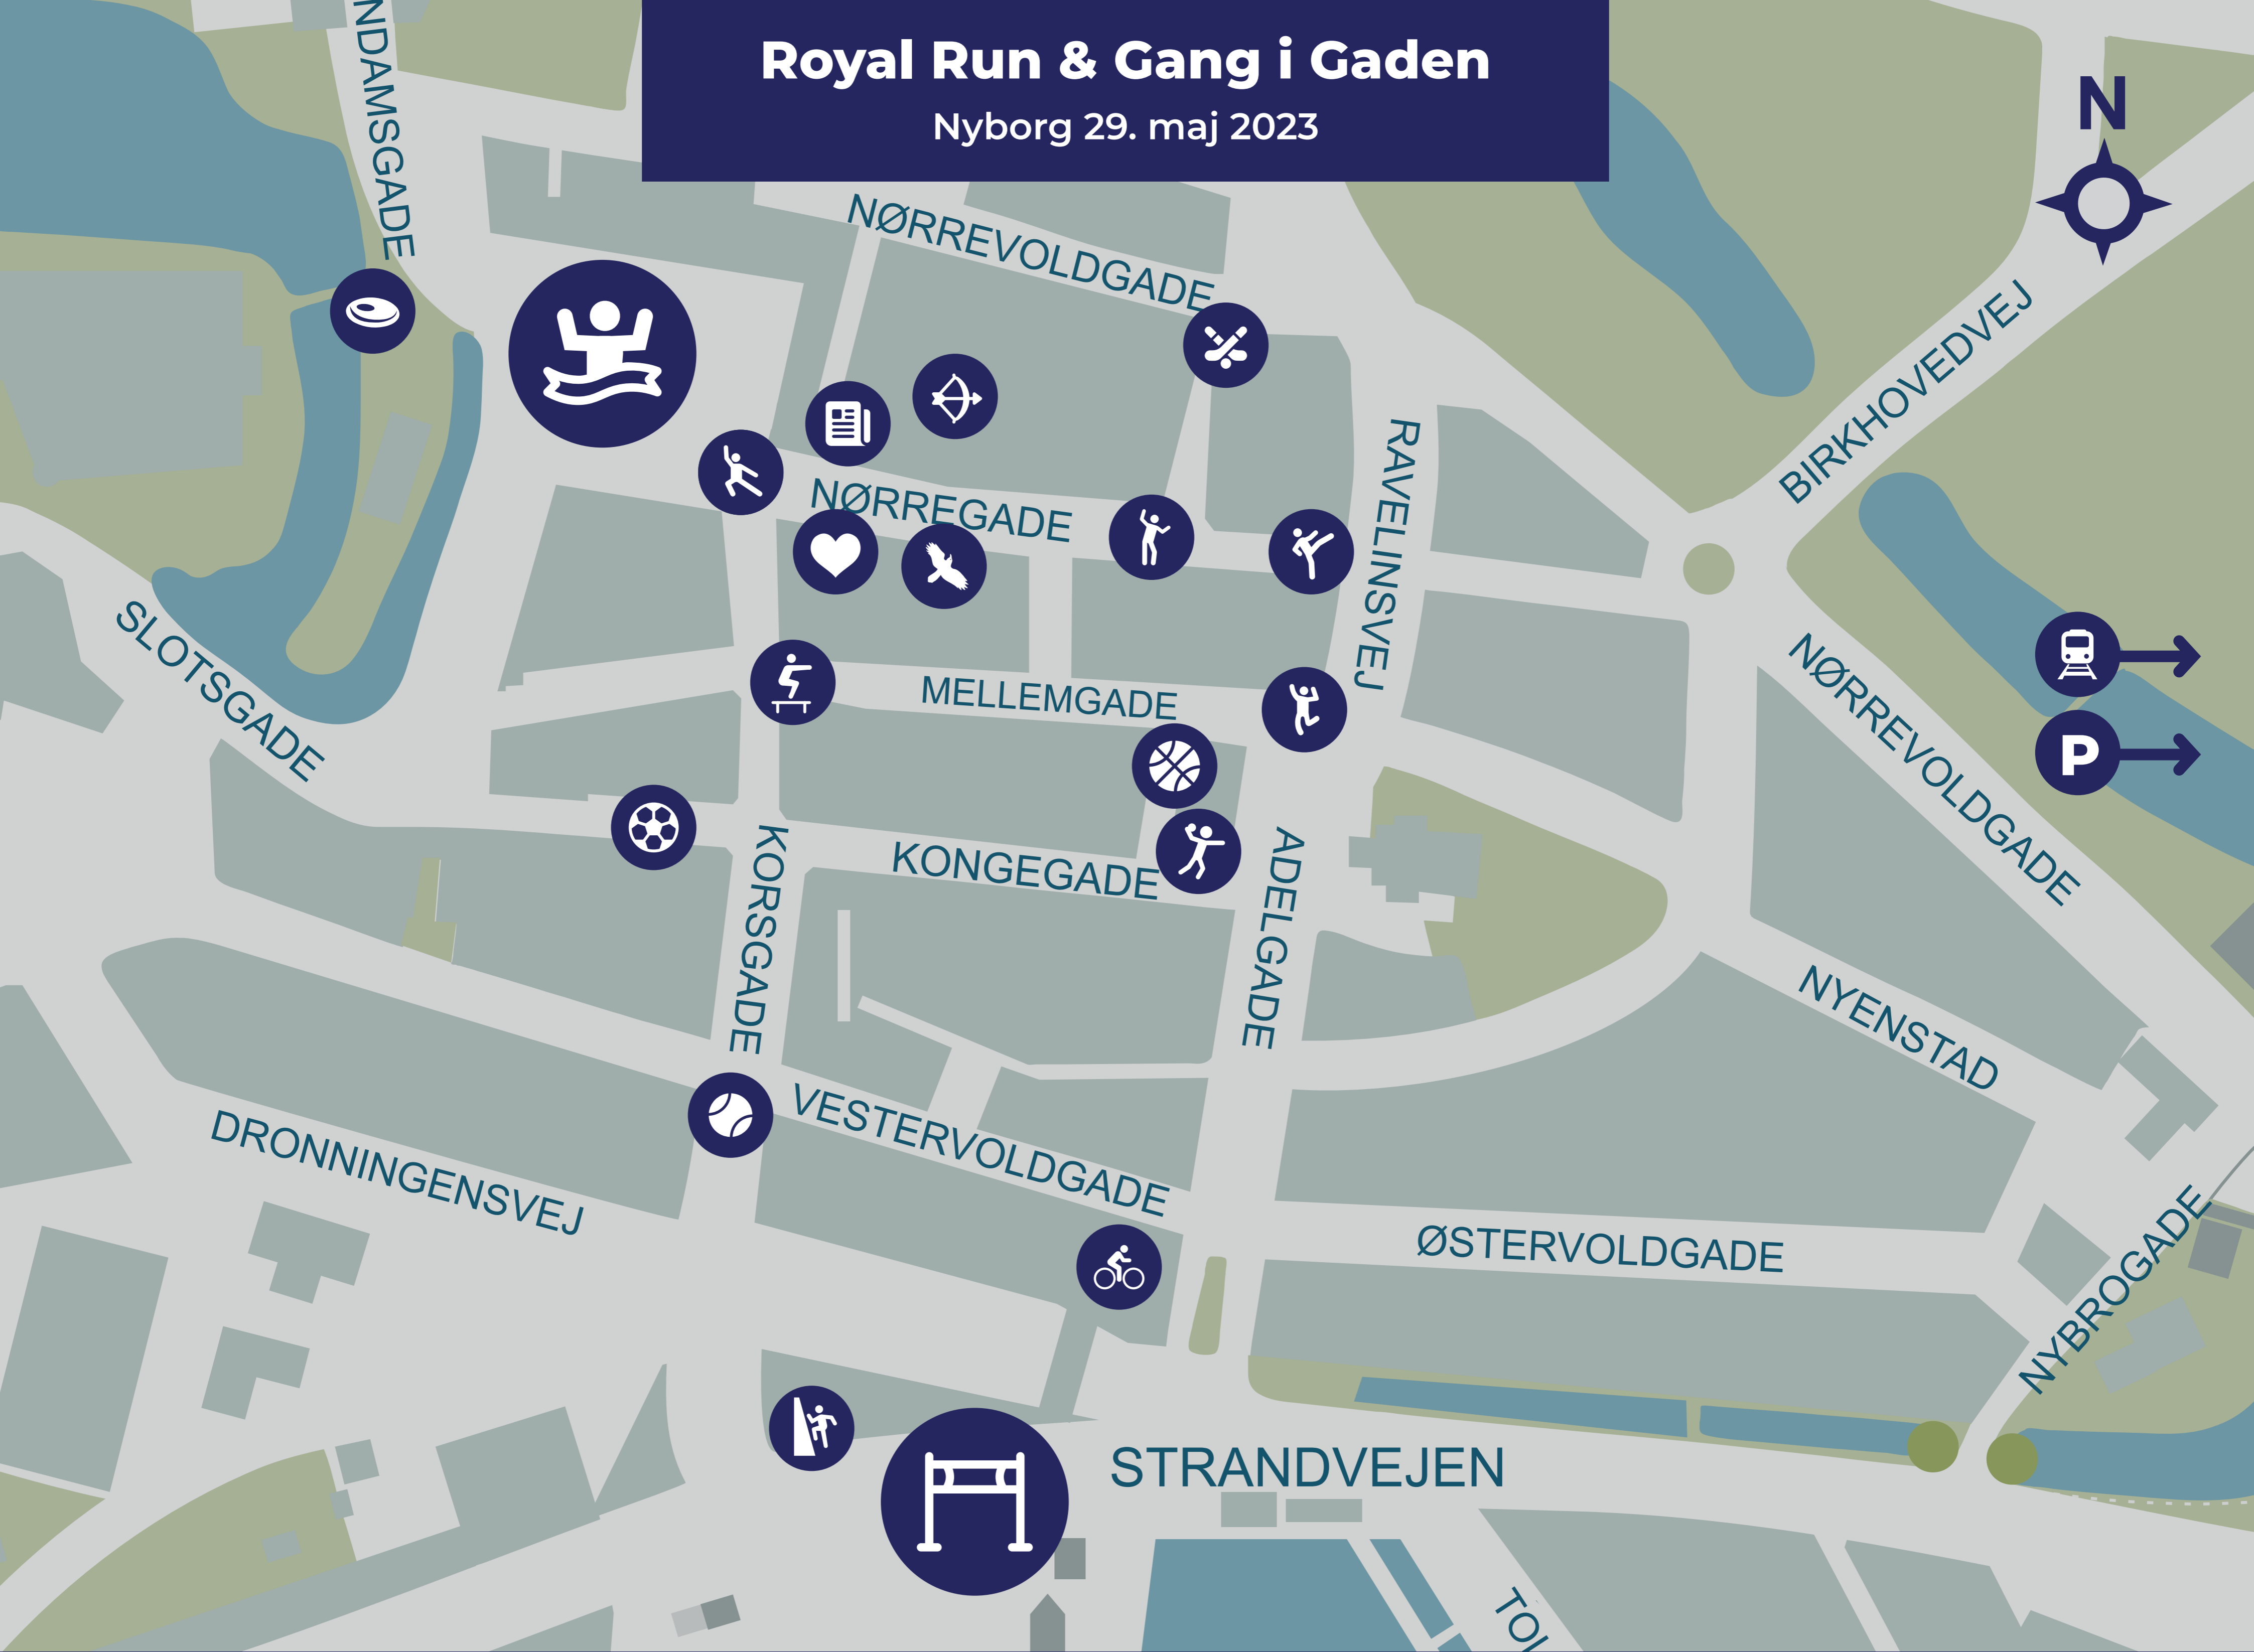 Royal Run & Gang i Gaden
Nyborg 29. maj 2023
N
NDAMSGADE
NØRREVOLDGADE
BIRKHOVEDVEJ
RAVELINSVEJ
NØRREGADE
SLOTSGADE
MELLEMGADE
NØRREVOLDGADE
P
KORSGADE
KONGEGADE
ADELGADE
NYENSTAD
VESTERVOLDGADE
DRONNINGENSVEJ
ØSTERVOLDGADE
NYBROGADE
STRANDVEJEN